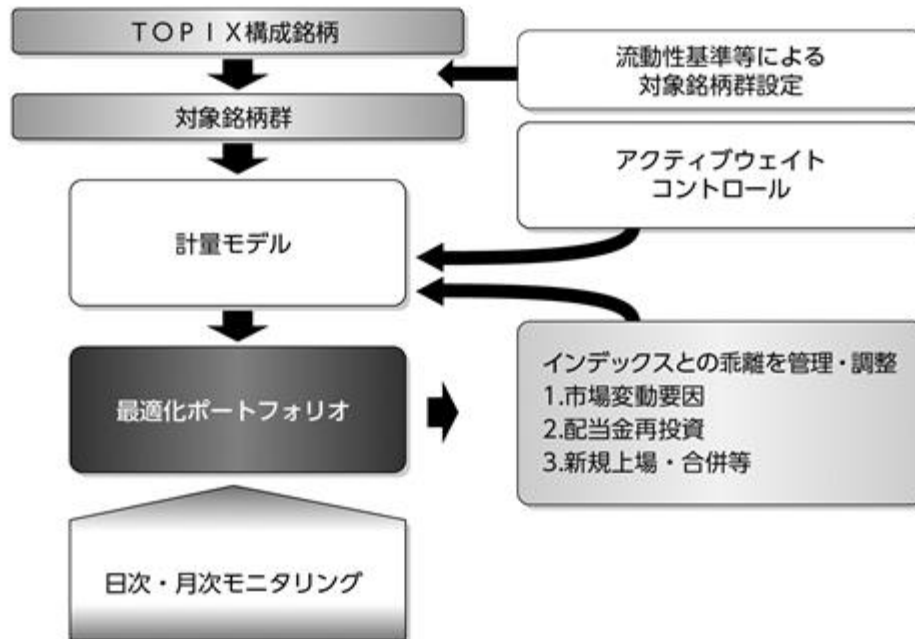 ＴＯＰＩＸ構成銘柄
流動性基準等による
対象銘柄群設定
対象銘柄群
アクティブウェイト
コントロール
計量モデル
最適化ポートフォリオ
インデックスとの乖離を管理・調整
1.市場変動要因
2.配当金再投資
3.新規上場・合併等
日次・月次モニタリング